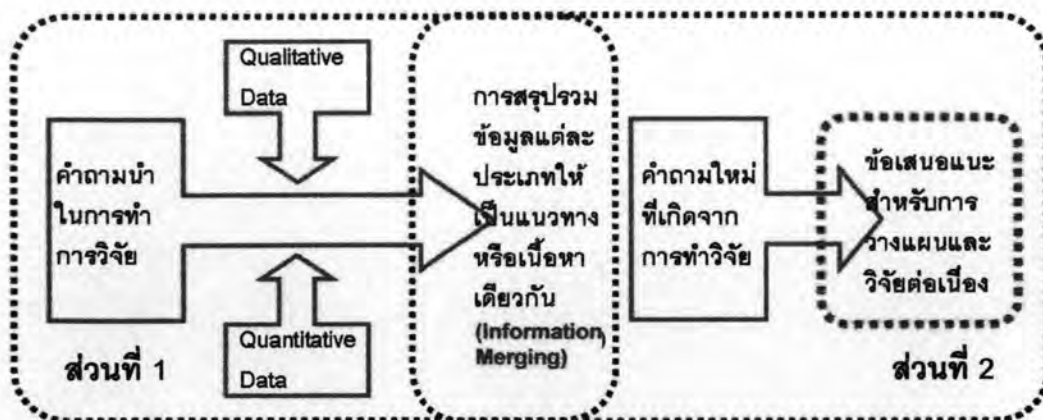 Qualitative
Data
คำถามนำ
ในการทำ
การวิจัย
Quantitative
Data
ส่วนที่ 1
การสรุปรวม
ข้อมูลแต่ละ
ประเภทให้
เป็นแนวทาง
หรือเนื้อหา
เดียวกัน
(Information
Merging)
คำถามใหม่
ที่เกิดจาก
การทำวิจัย
ข้อเสนอแนะ
สำหรับการ
วางแผนและ
วิจัยต่อเนื่อง
ส่วนที่ 2